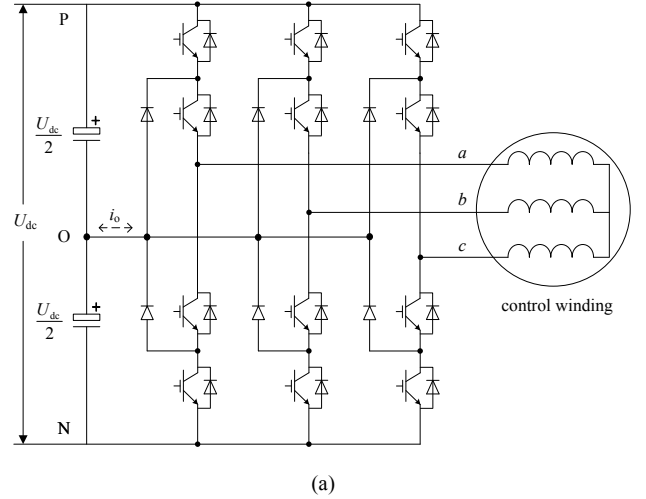 P
+
U_dc/2
a
i_o
b
U_dc
O
c
+
U_dc/2
control winding
N
(a)